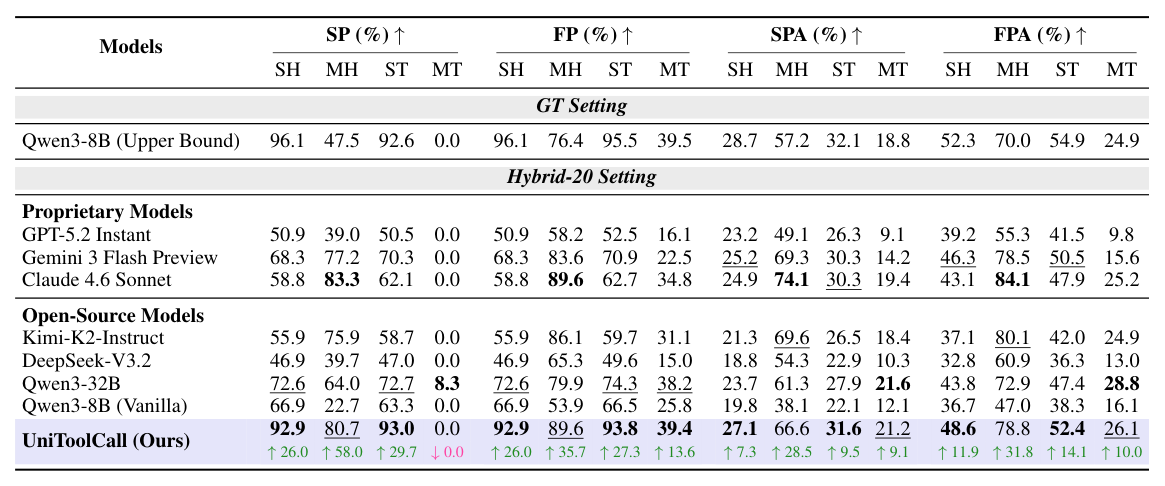 Models SP (%) ↑ FP (%) ↑ SPA (%) ↑ FPA (%) ↑
SH MH ST MT SH MH ST MT SH MH ST MT SH MH ST MT
GT Setting
Qwen3-8B (Upper Bound) 96.1 47.5 92.6 0.0 96.1 76.4 95.5 39.5 28.7 57.2 32.1 18.8 52.3 70.0 54.9 24.9
Hybrid-20 Setting
Proprietary Models
GPT-5.2 Instant 50.9 39.0 50.5 0.0 50.9 58.2 52.5 16.1 23.2 49.1 26.3 9.1 39.2 55.3 41.5 9.8
Gemini 3 Flash Preview 68.3 77.2 70.3 0.0 68.3 83.6 70.9 22.5 25.2 69.3 30.3 14.2 46.3 78.5 50.5 15.6
Claude 4.6 Sonnet 58.8 83.3 62.1 0.0 58.8 89.6 62.7 34.8 24.9 74.1 30.3 19.4 43.1 84.1 47.9 25.2
Open-Source Models
Kimi-K2-Instruct 55.9 75.9 58.7 0.0 55.9 86.1 59.7 31.1 21.3 69.6 26.5 18.4 37.1 80.1 42.0 24.9
DeepSeek-V3.2 46.9 39.7 47.0 0.0 46.9 65.3 49.6 15.0 18.8 54.3 22.9 10.3 32.8 60.9 36.3 13.0
Qwen3-32B 72.6 64.0 72.7 8.3 72.6 79.9 74.3 38.2 23.7 61.3 27.9 21.6 43.8 72.9 47.4 28.8
Qwen3-8B (Vanilla) 66.9 22.7 63.3 0.0 66.9 53.9 66.5 25.8 19.8 38.1 22.1 12.1 36.7 47.0 38.3 16.1
UniToolCall (Ours) 92.9 80.7 93.0 0.0 92.9 89.6 93.8 39.4 27.1 66.6 31.6 21.2 48.6 78.8 52.4 26.1
↑ 26.0 ↑ 58.0 ↑ 29.7 ↓ 0.0 ↑ 26.0 ↑ 35.7 ↑ 27.3 ↑ 13.6 ↑ 7.3 ↑ 28.5 ↑ 9.5 ↑ 9.1 ↑ 11.9 ↑ 31.8 ↑ 14.1 ↑ 10.0